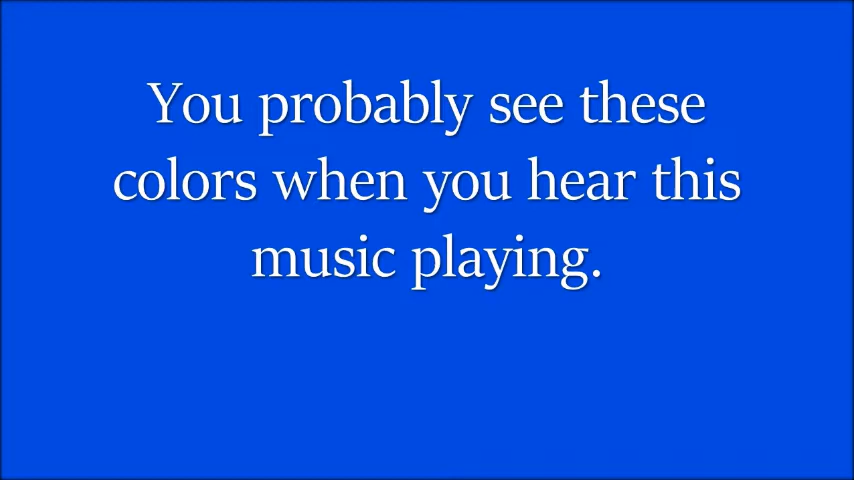 You probably see these
colors when you hear this
music playing.